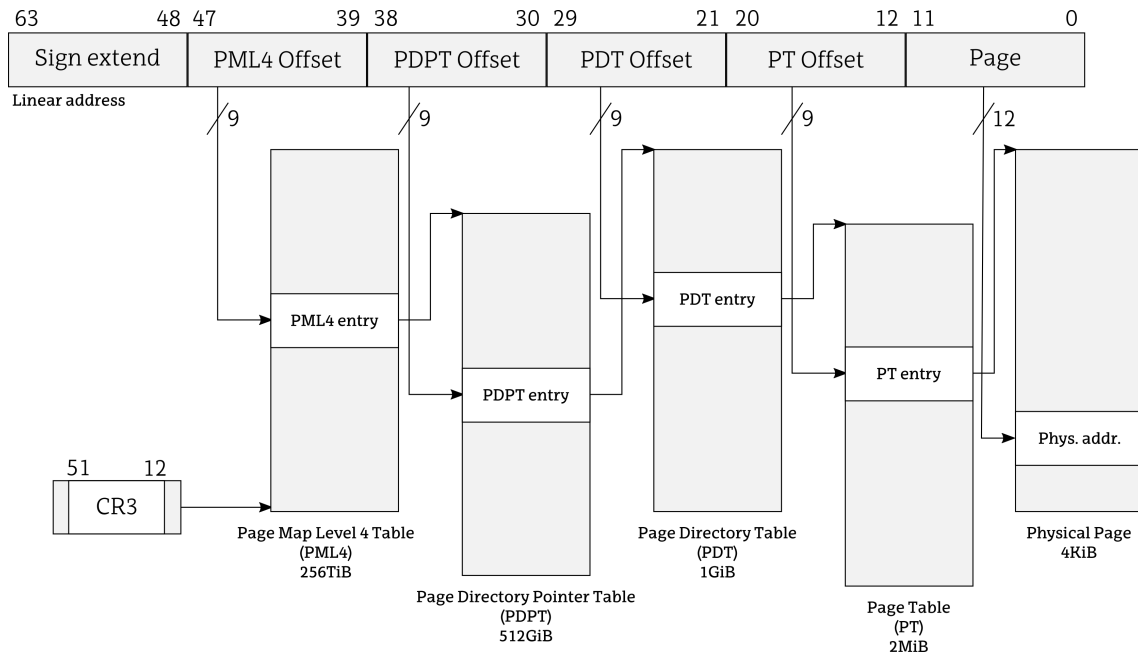 63 48 47 39 38 30 29 21 20 12 11 0
Sign extend PML4 Offset PDPT Offset PDT Offset PT Offset Page
Linear address
9 9 9 9 12
PDT entry
PML4 entry
PT entry
PDPT entry
Phys. addr.
51 12
CR3
Page Map Level 4 Table
(PML4)
256TiB
Page Directory Pointer Table
(PDPT)
512GiB
Page Directory Table
(PDT)
1GiB
Page Table
(PT)
2MiB
Physical Page
4KiB